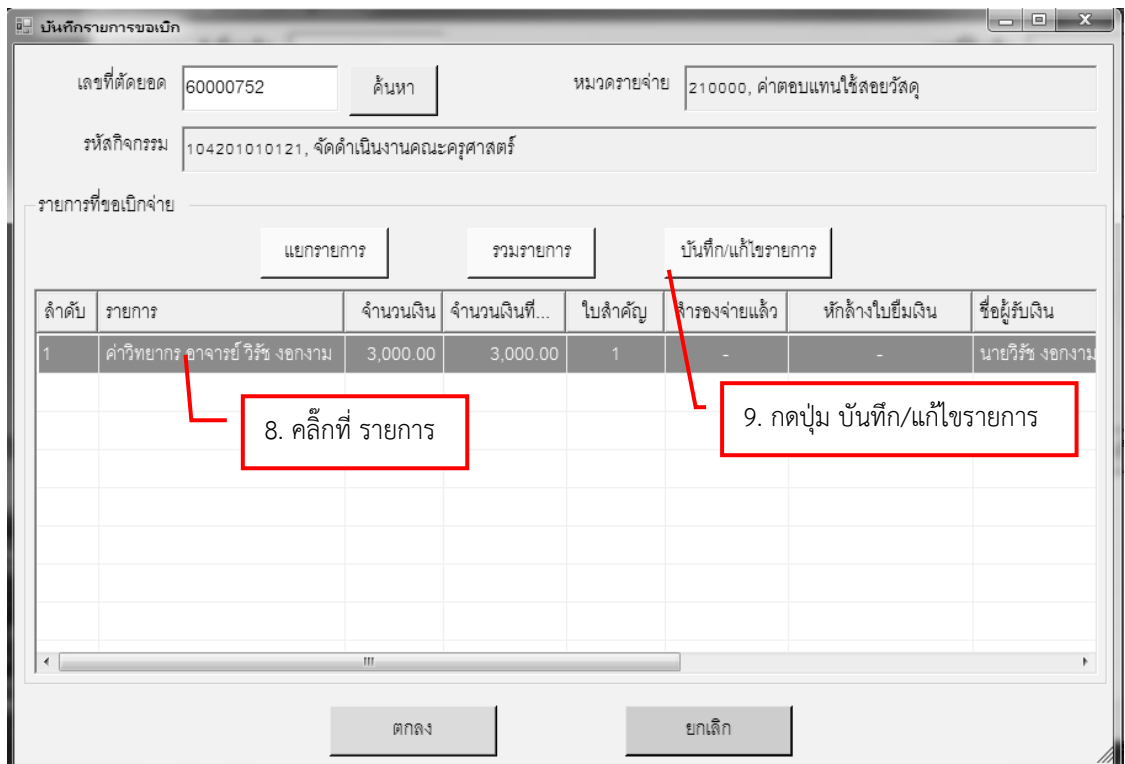 บันทึกรายการขอเบิก
เลขที่ตัดยอด 60000752 ค้นหา หมวดรายจ่าย 210000, ค่าตอบแทนใช้สอยวัสดุ
รหัสกิจกรรม 104201010121, จัดดำเนินงานคณะครุศาสตร์
รายการที่ขอเบิกจ่าย
แยกรายการ รวมรายการ บันทึก/แก้ไขรายการ
ลำดับ รายการ จำนวนเงิน จำนวนเงินที่... ใบสำคัญ สำรองจ่ายแล้ว หักล้างใบยืมเงิน ชื่อผู้รับเงิน
1 ค่าวิทยากร อาจารย์ วิรัช งอกงาม 3,000.00 3,000.00 1 - - นายวิรัช งอกงาม
8. คลิ๊กที่ รายการ
9. กดปุ่ม บันทึก/แก้ไขรายการ
ตกลง ยกเลิก